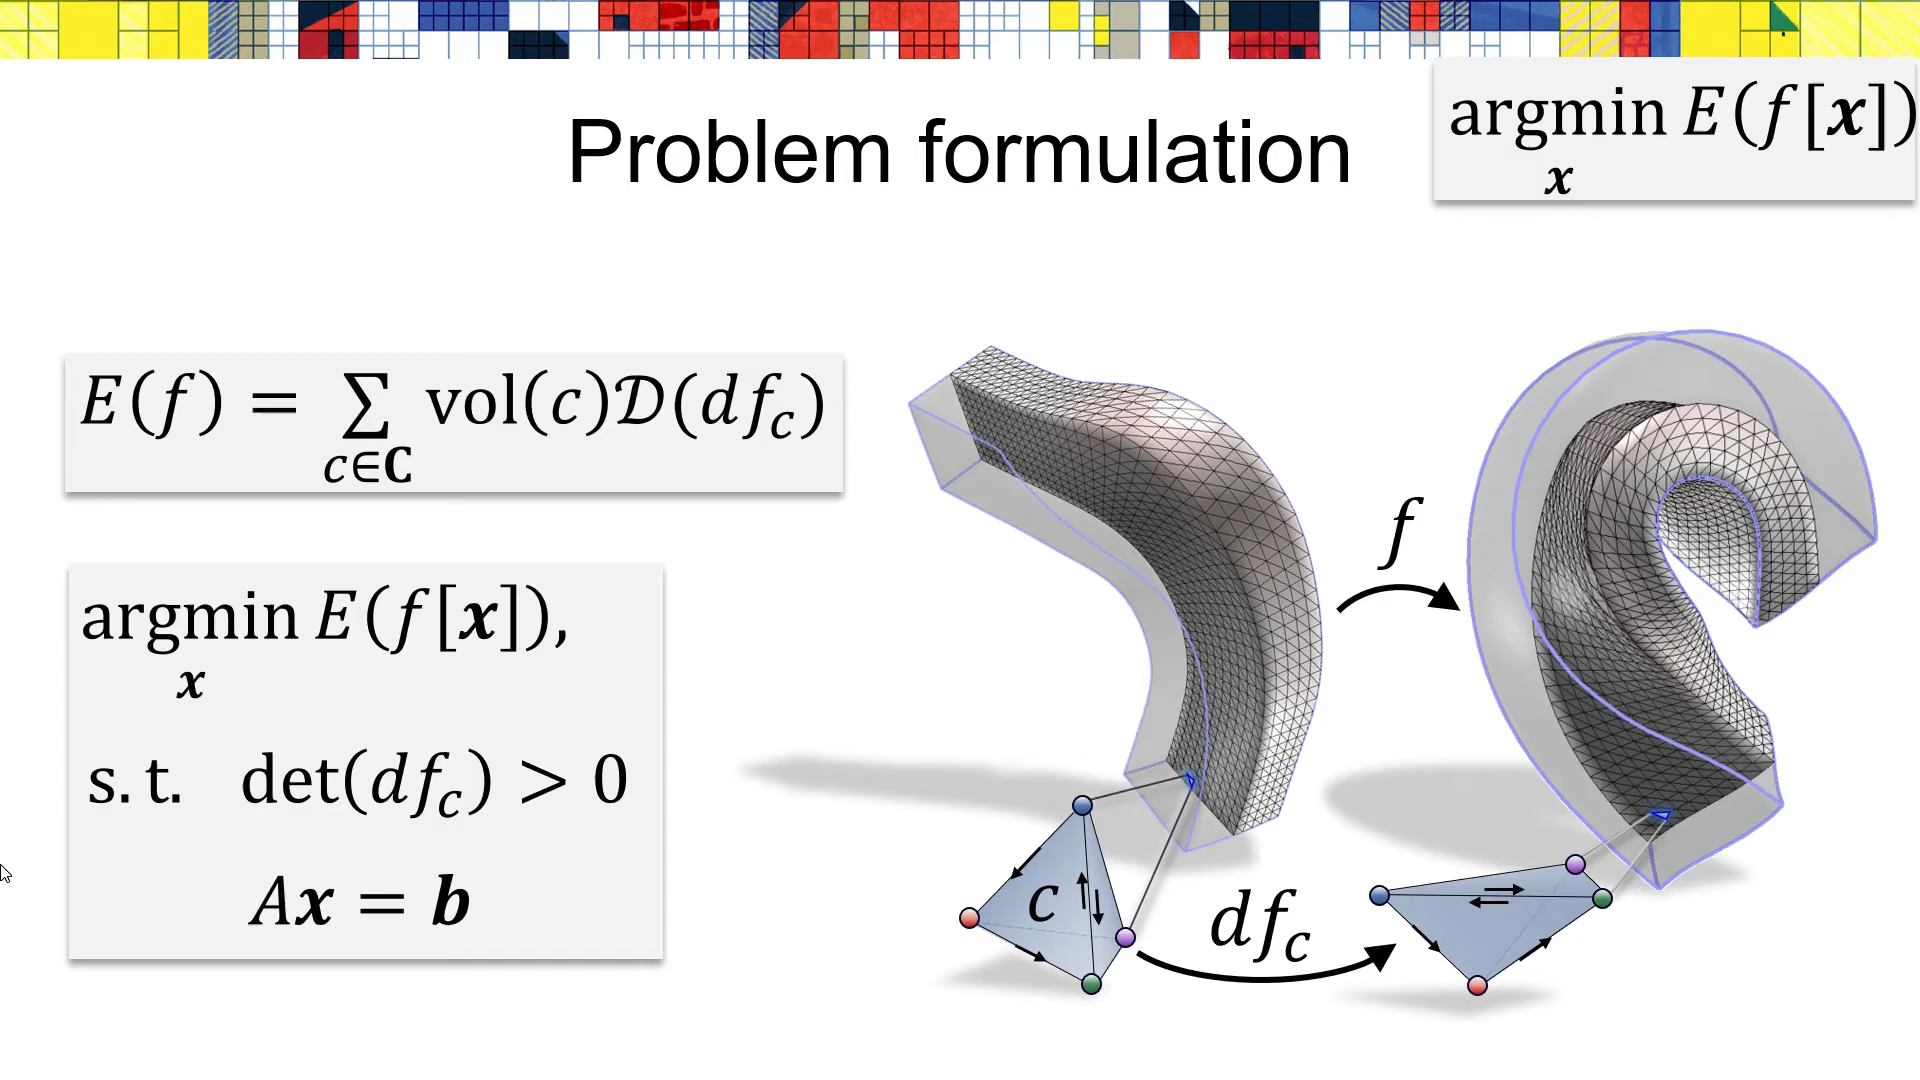 Problem formulation
argmin E(f[x])
x
E(f) = ∑ vol(c)𝒟(df_c)
c∈C
argmin E(f[x]),
x
s.t. det(df_c) > 0
Ax = b
f
c
df_c